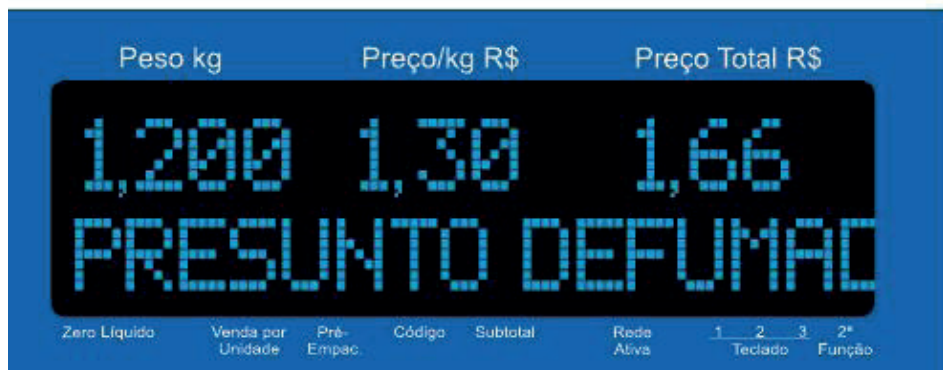 Peso kg Preço/kg R$ Preço Total R$
1,200 1,30 1,66
PRESUNTO DEFUMAD
Zero Líquido Venda por Unidade Pré-Empac. Código Subtotal Rede Ativa 1 2 3 Teclado 2ª Função